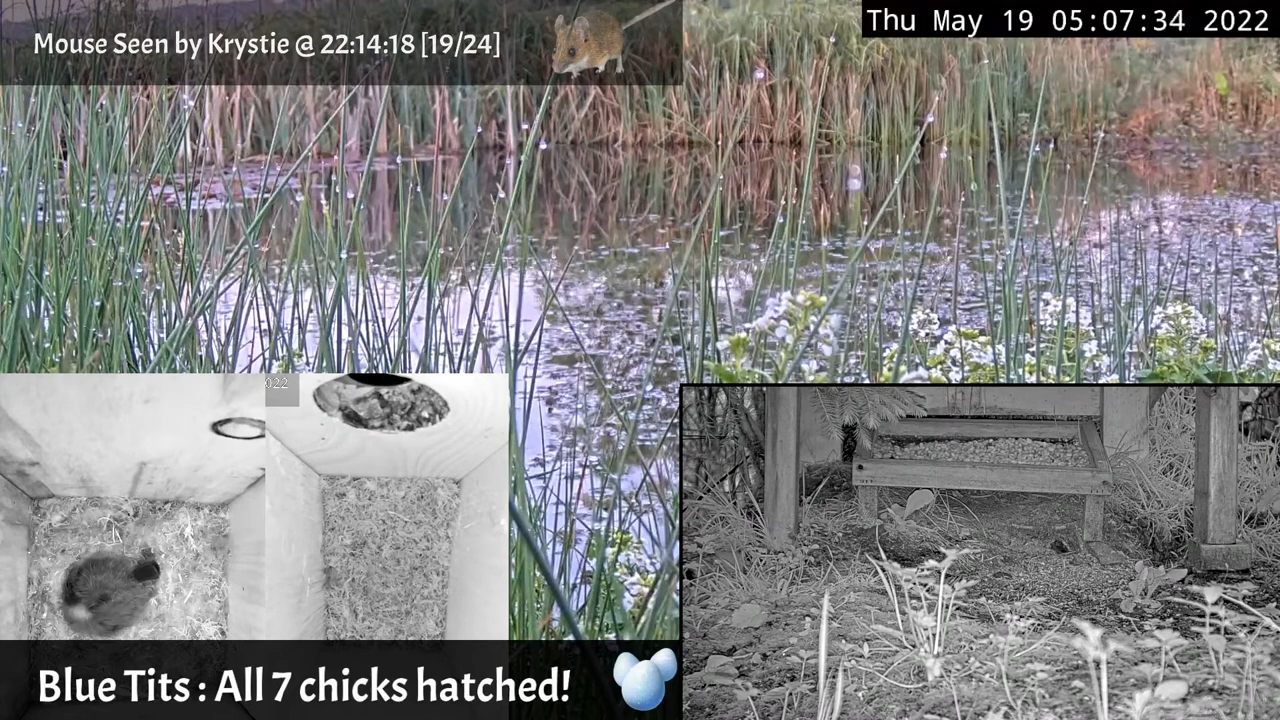 Mouse Seen by Krystie @ 22:14:18 [19/24]
Thu May 19 05:07:34 2022
022
Blue Tits : All 7 chicks hatched!